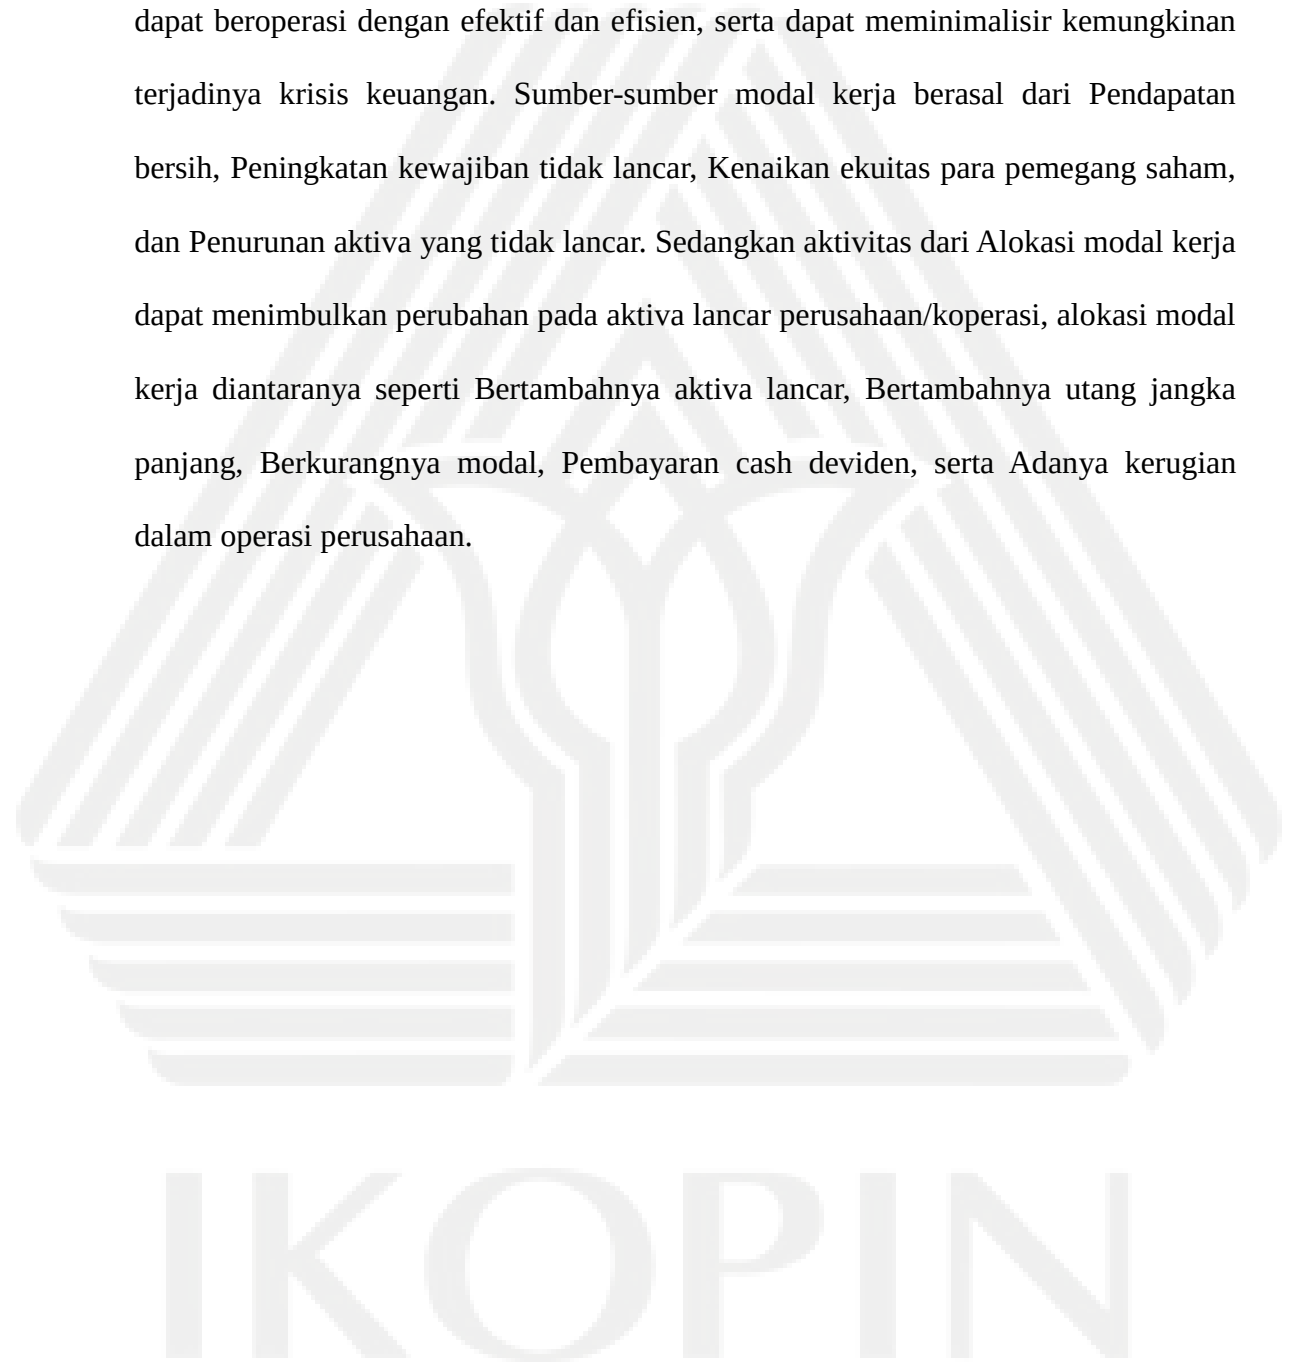 dapat beroperasi dengan efektif dan efisien, serta dapat meminimalisir kemungkinan
terjadinya krisis keuangan. Sumber-sumber modal kerja berasal dari Pendapatan
bersih, Peningkatan kewajiban tidak lancar, Kenaikan ekuitas para pemegang saham,
dan Penurunan aktiva yang tidak lancar. Sedangkan aktivitas dari Alokasi modal kerja
dapat menimbulkan perubahan pada aktiva lancar perusahaan/koperasi, alokasi modal
kerja diantaranya seperti Bertambahnya aktiva lancar, Bertambahnya utang jangka
panjang, Berkurangnya modal, Pembayaran cash deviden, serta Adanya kerugian
dalam operasi perusahaan.
IKOPIN